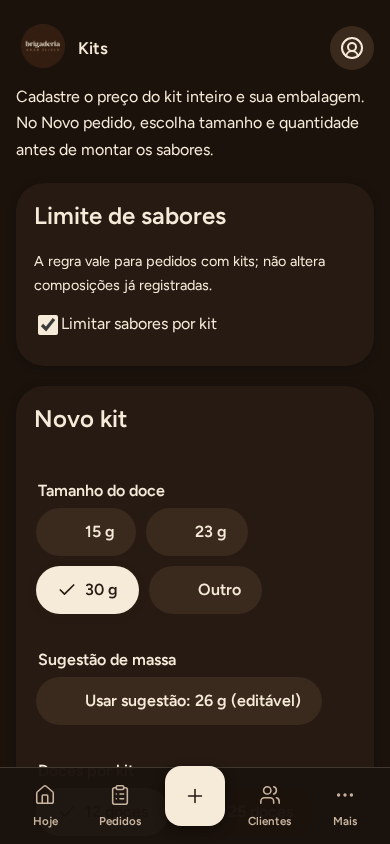 brigaderia
Kits
Cadastre o preço do kit inteiro e sua embalagem.
No Novo pedido, escolha tamanho e quantidade
antes de montar os sabores.
Limite de sabores
A regra vale para pedidos com kits; não altera
composições já registradas.
Limitar sabores por kit
Novo kit
Tamanho do doce
15 g
23 g
30 g
Outro
Sugestão de massa
Usar sugestão: 26 g (editável)
Doces por kit
Hoje
Pedidos
Clientes
Mais